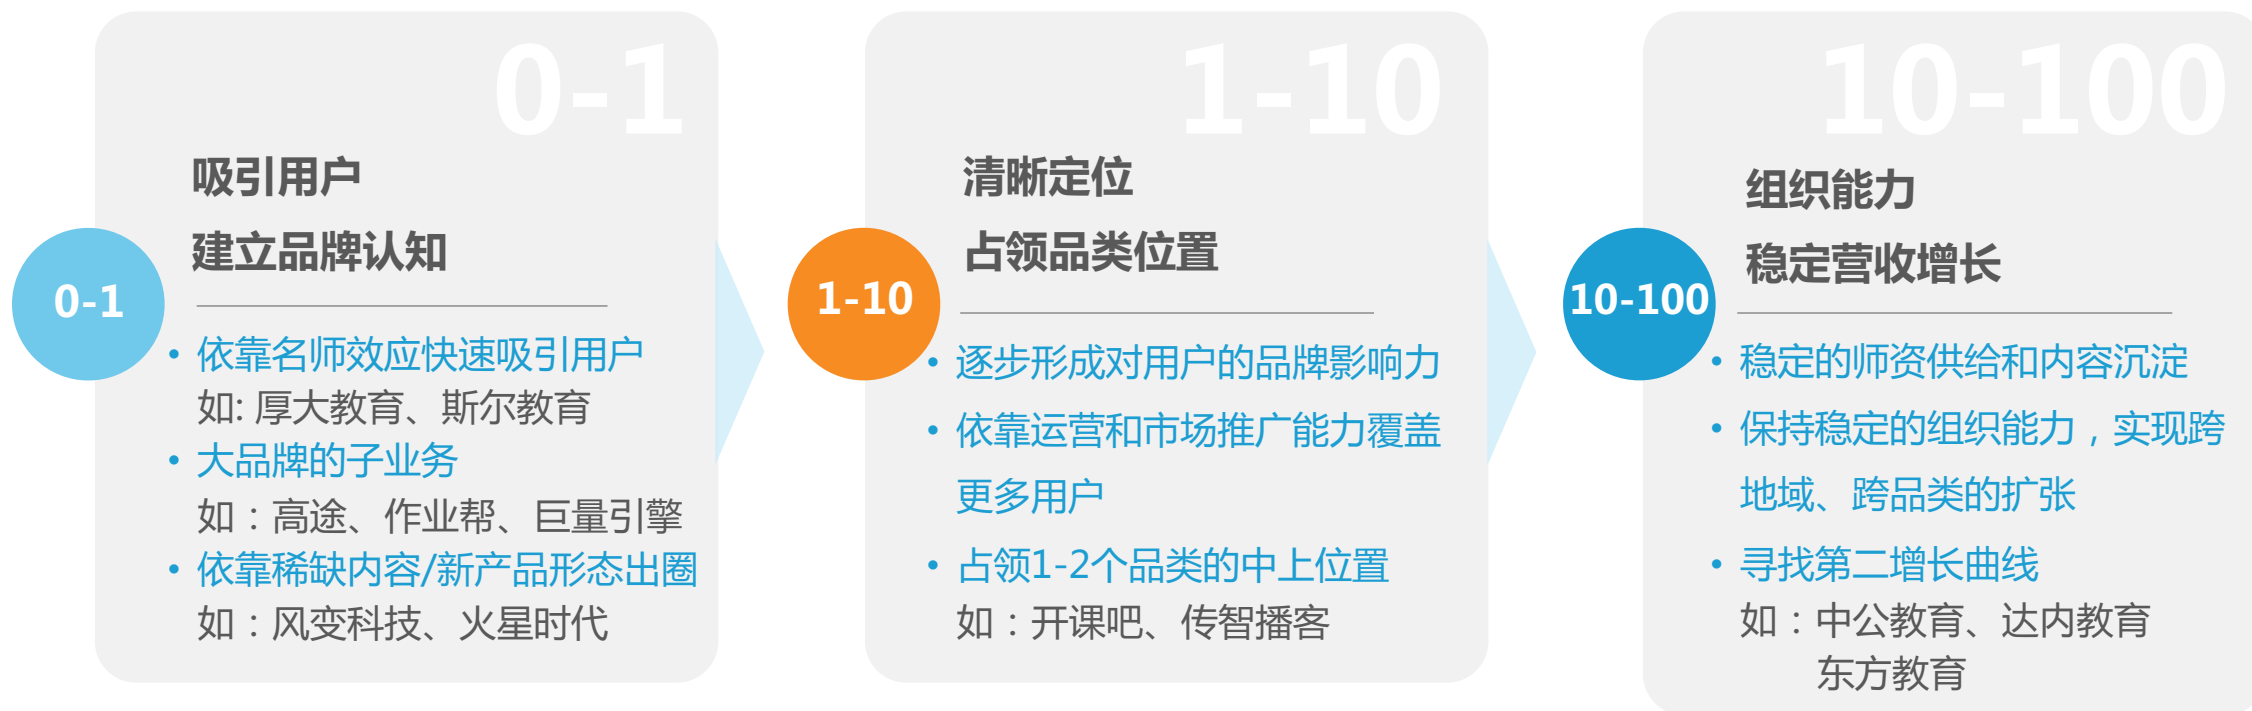 0-1
吸引用户
建立品牌认知
0-1
• 依靠名师效应快速吸引用户
如: 厚大教育、斯尔教育
• 大品牌的子业务
如：高途、作业帮、巨量引擎
• 依靠稀缺内容/新产品形态出圈
如：风变科技、火星时代
1-10
清晰定位
占领品类位置
1-10
• 逐步形成对用户的品牌影响力
• 依靠运营和市场推广能力覆盖
更多用户
• 占领1-2个品类的中上位置
如：开课吧、传智播客
10-100
组织能力
稳定营收增长
10-100
• 稳定的师资供给和内容沉淀
• 保持稳定的组织能力，实现跨
地域、跨品类的扩张
• 寻找第二增长曲线
如：中公教育、达内教育
东方教育